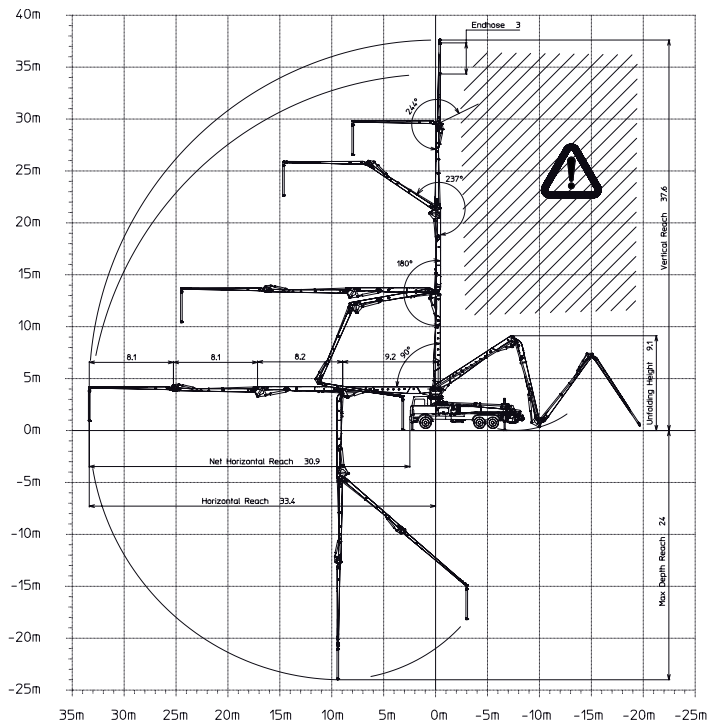 40m
Endhose 3
35m
30m
244°
25m
237°
20m
Vertical Reach 37.6
15m
180°
10m
8.1 8.1 8.2 9.2
90°
Unfolding Height 9.1
5m
0m
Net Horizontal Reach 30.9
-5m
Horizontal Reach 33.4
-10m
Max Depth Reach 24
-15m
-20m
-25m
35m 30m 25m 20m 15m 10m 5m 0m -5m -10m -15m -20m -25m